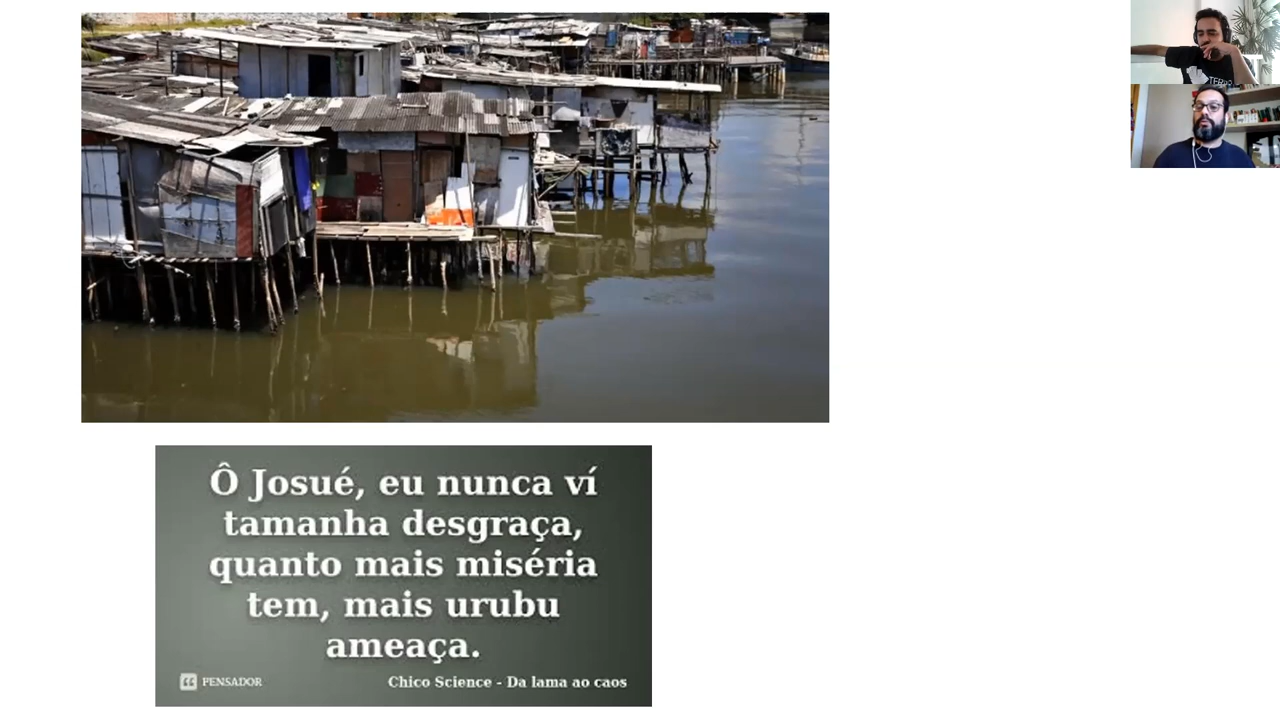 Ô Josué, eu nunca ví
tamanha desgraça,
quanto mais miséria
tem, mais urubu
ameaça.
PENSADOR
Chico Science - Da lama ao caos